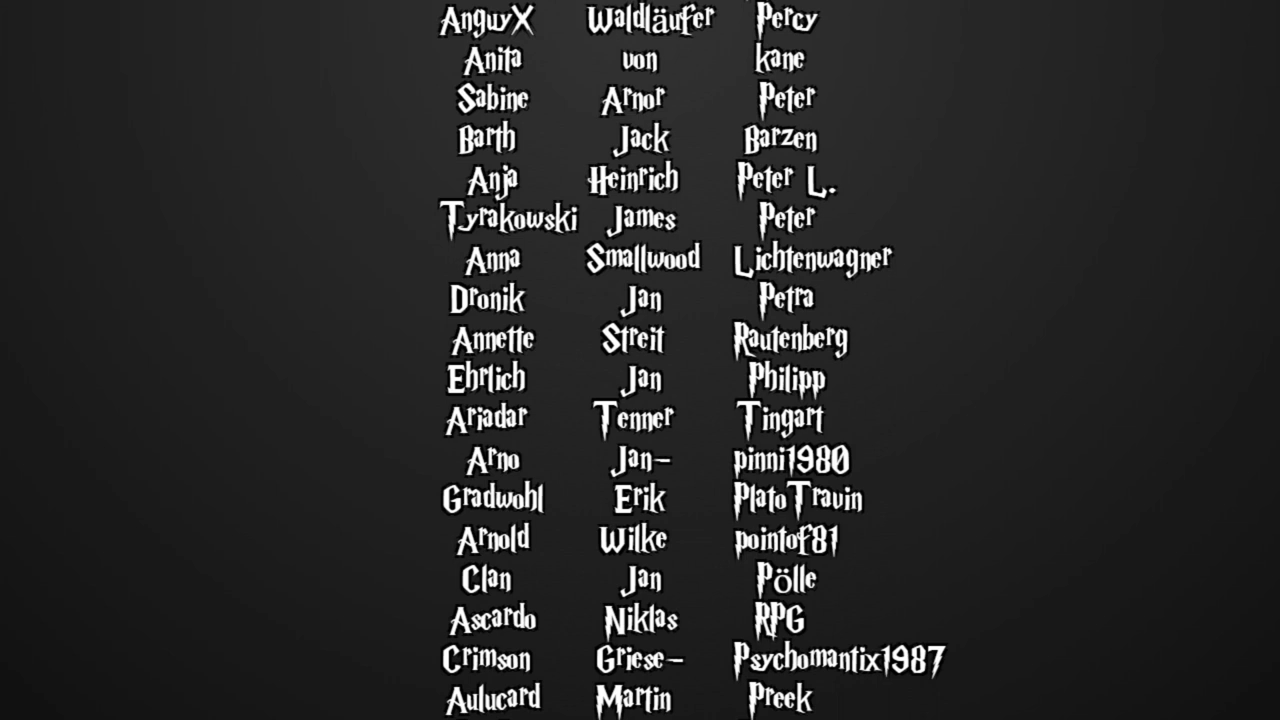 AnguyX Waldläufer Percy
Anita von kane
Sabine Arnor Peter
Barth Jack Barzen
Anja Heinrich Peter L.
Tyrakowski James Peter
Anna Smallwood Lichtenwagner
Dronik Jan Petra
Annette Streit Rautenberg
Ehrlich Jan Philipp
Ariadar Tenner Tingart
Arno Jan- pinni1980
Gradwohl Erik PlatoTravin
Arnold Wilke pointof81
Clan Jan Pölle
Ascardo Niklas RPG
Crimson Griese- Psychomantix1987
Aulucard Martin Preek